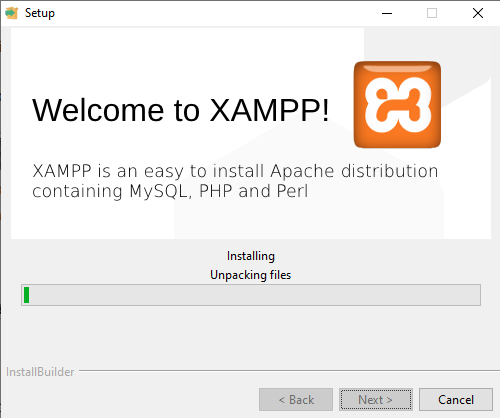 Setup
Welcome to XAMPP!
XAMPP is an easy to install Apache distribution
containing MySQL, PHP and Perl
Installing
Unpacking files
InstallBuilder
< Back
Next >
Cancel